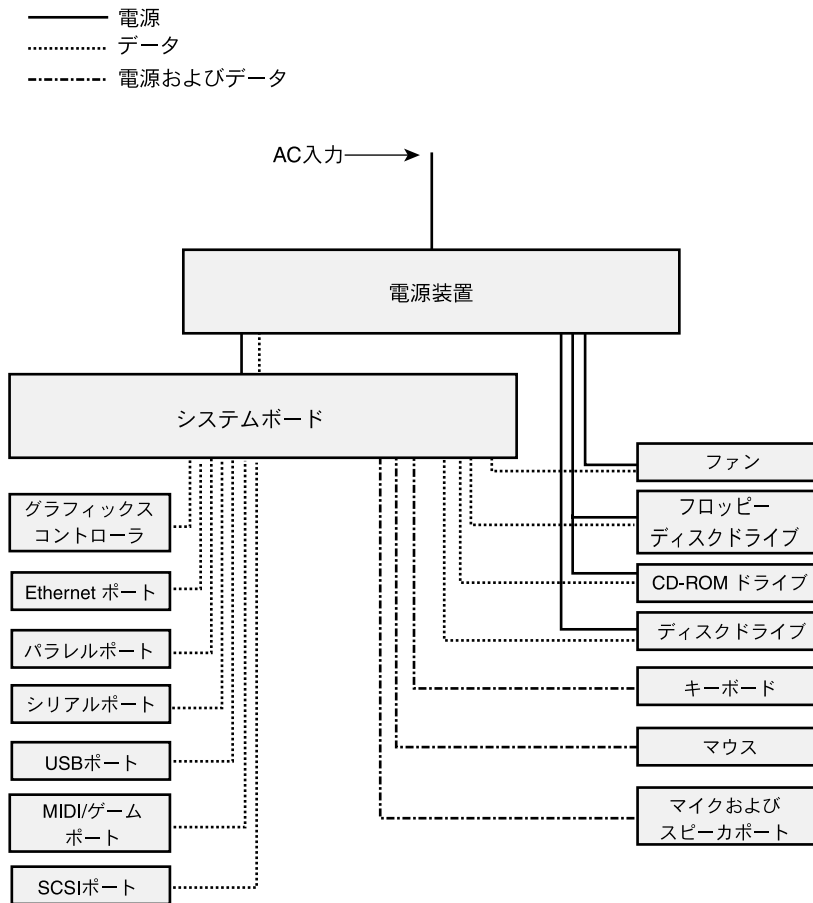 電源
データ
電源およびデータ
AC入力
電源装置
システムボード
グラフィックス
コントローラ
Ethernet ポート
パラレルポート
シリアルポート
USBポート
MIDI/ゲーム
ポート
SCSIポート
ファン
フロッピー
ディスクドライブ
CD-ROM ドライブ
ディスクドライブ
キーボード
マウス
マイクおよび
スピーカポート